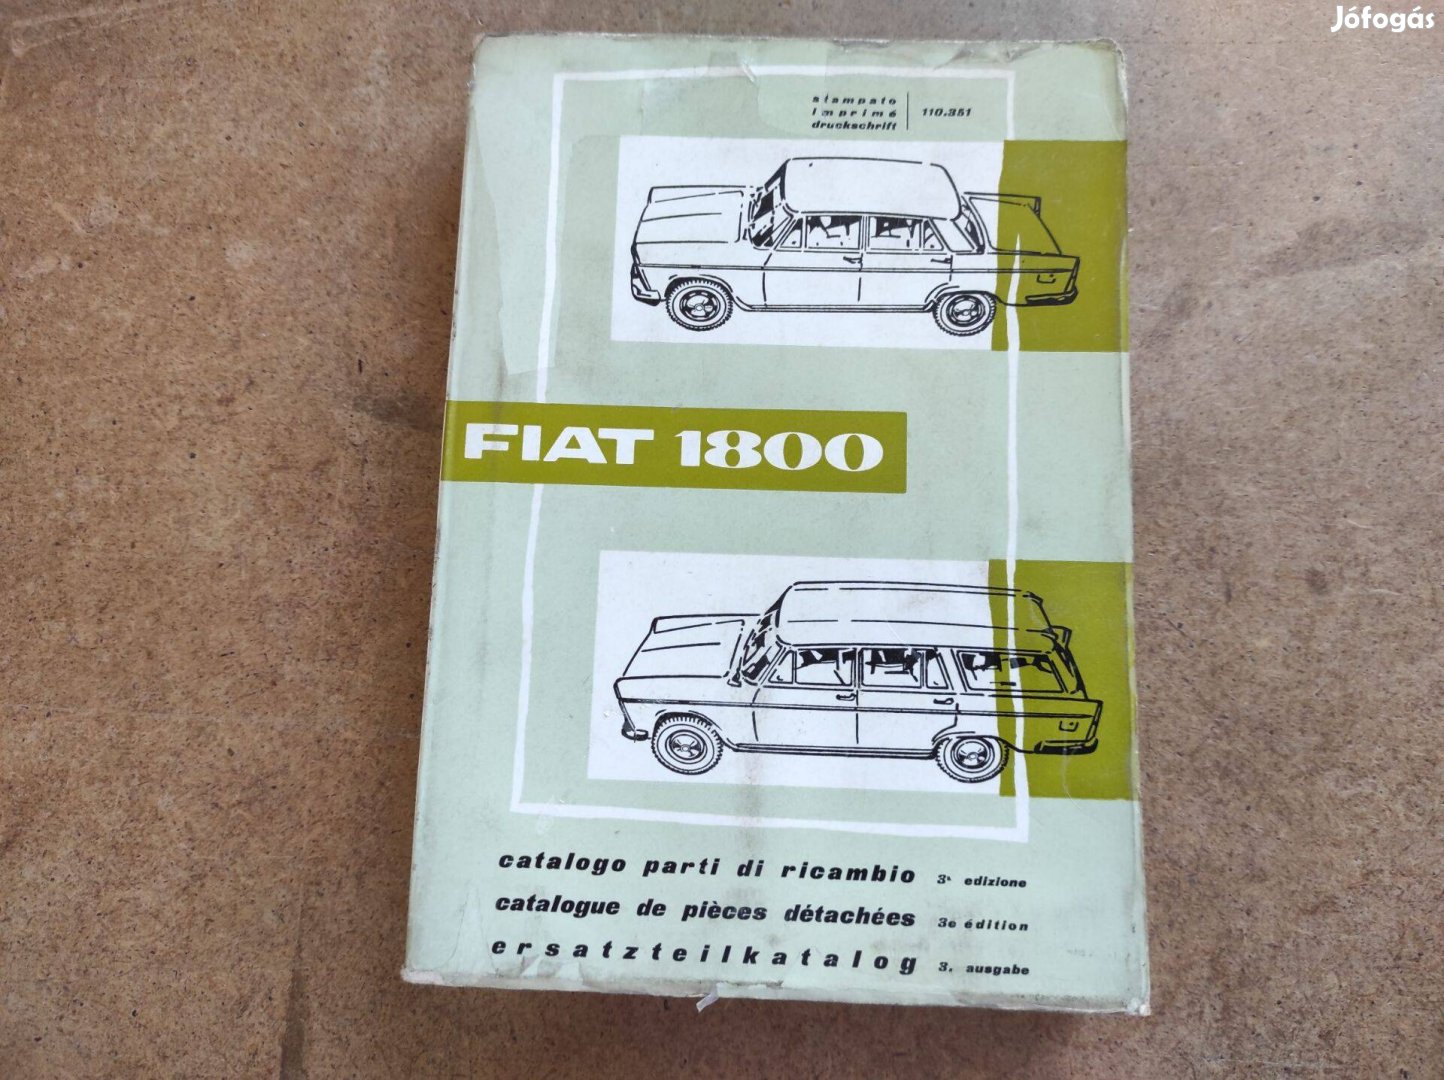 Jófogás
stampato
imprimé
druckschrift
110.351
FIAT 1800
catalogo parti di ricambio 3ª edizione
catalogue de pièces détachées 3e édition
ersatzteilkatalog 3. ausgabe